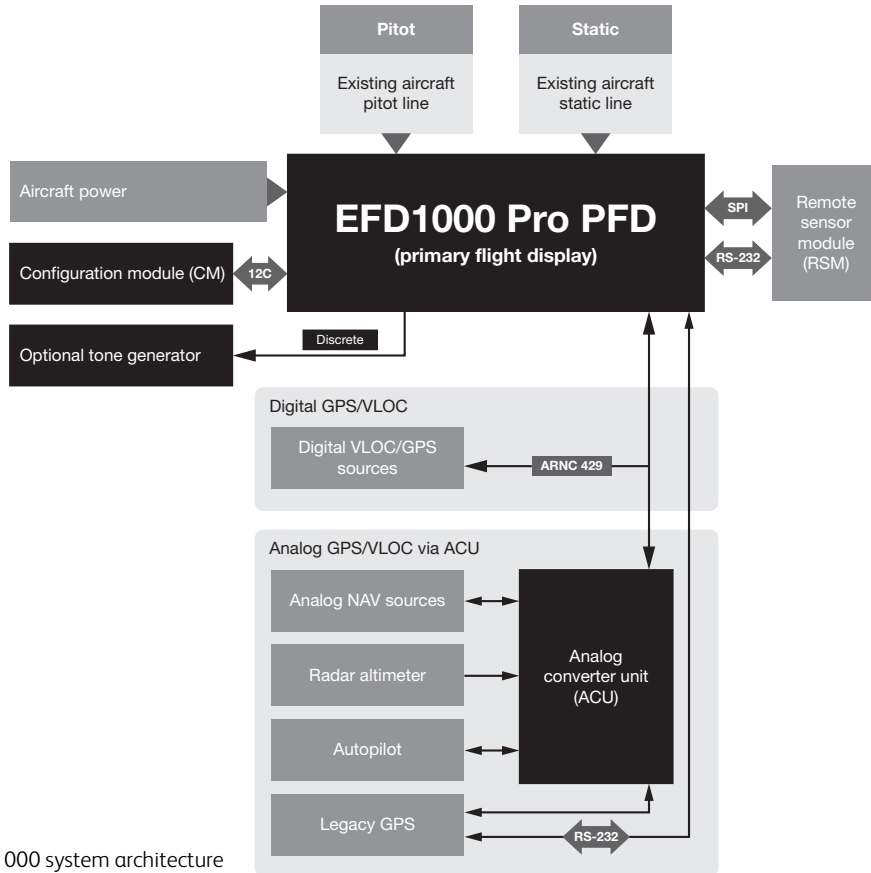 Pitot
Static
Existing aircraft
pitot line
Existing aircraft
static line
Aircraft power
EFD1000 Pro PFD
(primary flight display)
SPI
RS-232
Remote
sensor
module
(RSM)
Configuration module (CM)
12C
Optional tone generator
Discrete
Digital GPS/VLOC
Digital VLOC/GPS
sources
ARNC 429
Analog GPS/VLOC via ACU
Analog NAV sources
Radar altimeter
Autopilot
Legacy GPS
Analog
converter unit
(ACU)
RS-232
000 system architecture